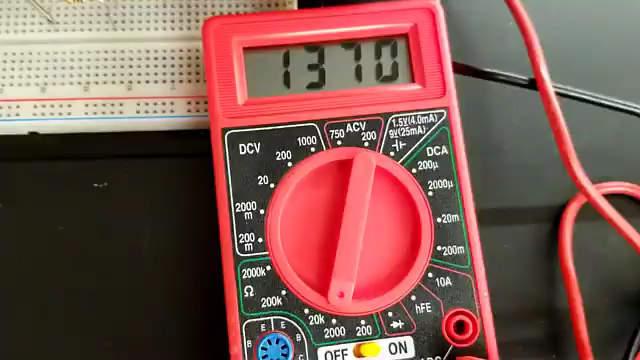 1370
DCV
1000
750
ACV
200
1.5V(4.0mA)
9V(25mA)
200
20
2000
m
200
m
DCA
200µ
2000µ
20m
200m
10A
2000k
Ω
200k
20k
2000
200
hFE
OFF
ON
E
E
B
B
C